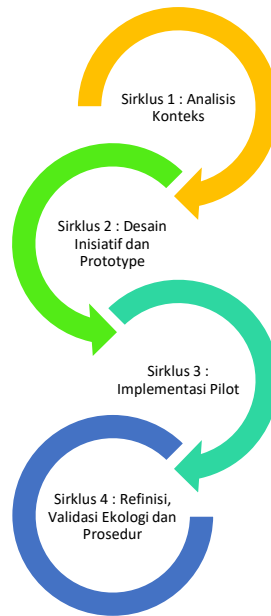 Sirklus 1 : Analisis
Konteks
Sirklus 2 : Desain
Inisiatif dan
Prototype
Sirklus 3 :
Implementasi Pilot
Sirklus 4 : Refinisi,
Validasi Ekologi dan
Prosedur